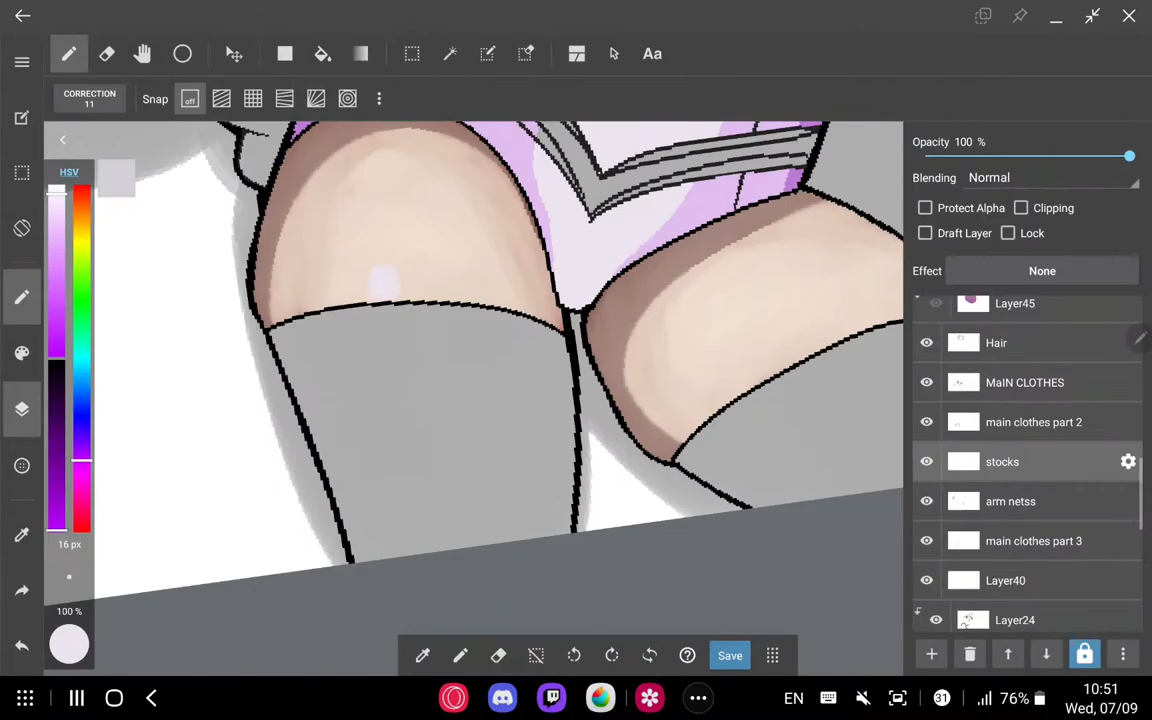 Aa
CORRECTION
11
Snap
off
HSV
16 px
100 %
Opacity 100 %
Blending
Normal
Protect Alpha
Clipping
Draft Layer
Lock
Effect
None
Layer45
Hair
MaIN CLOTHES
main clothes part 2
stocks
arm netss
main clothes part 3
Layer40
Layer24
Save
EN
31
76%
10:51
Wed, 07/09